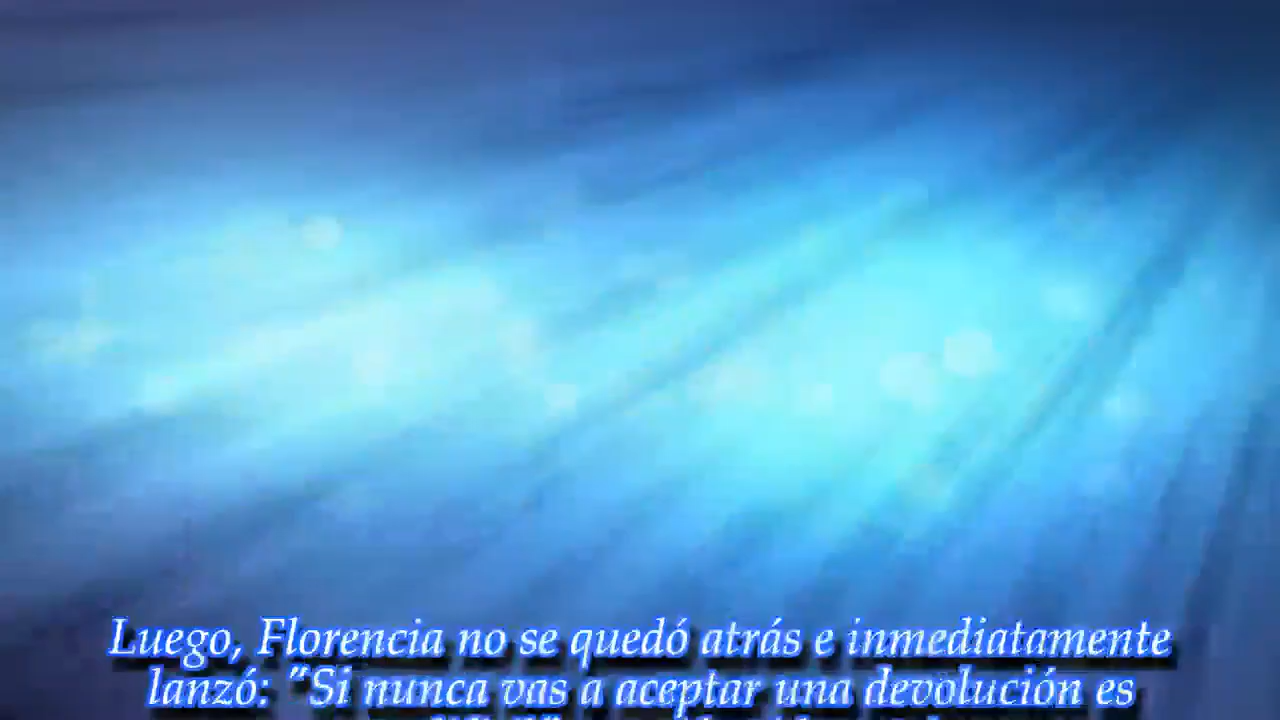 Luego, Florencia no se quedó atrás e inmediatamente
lanzó: "Si nunca vas a aceptar una devolución es